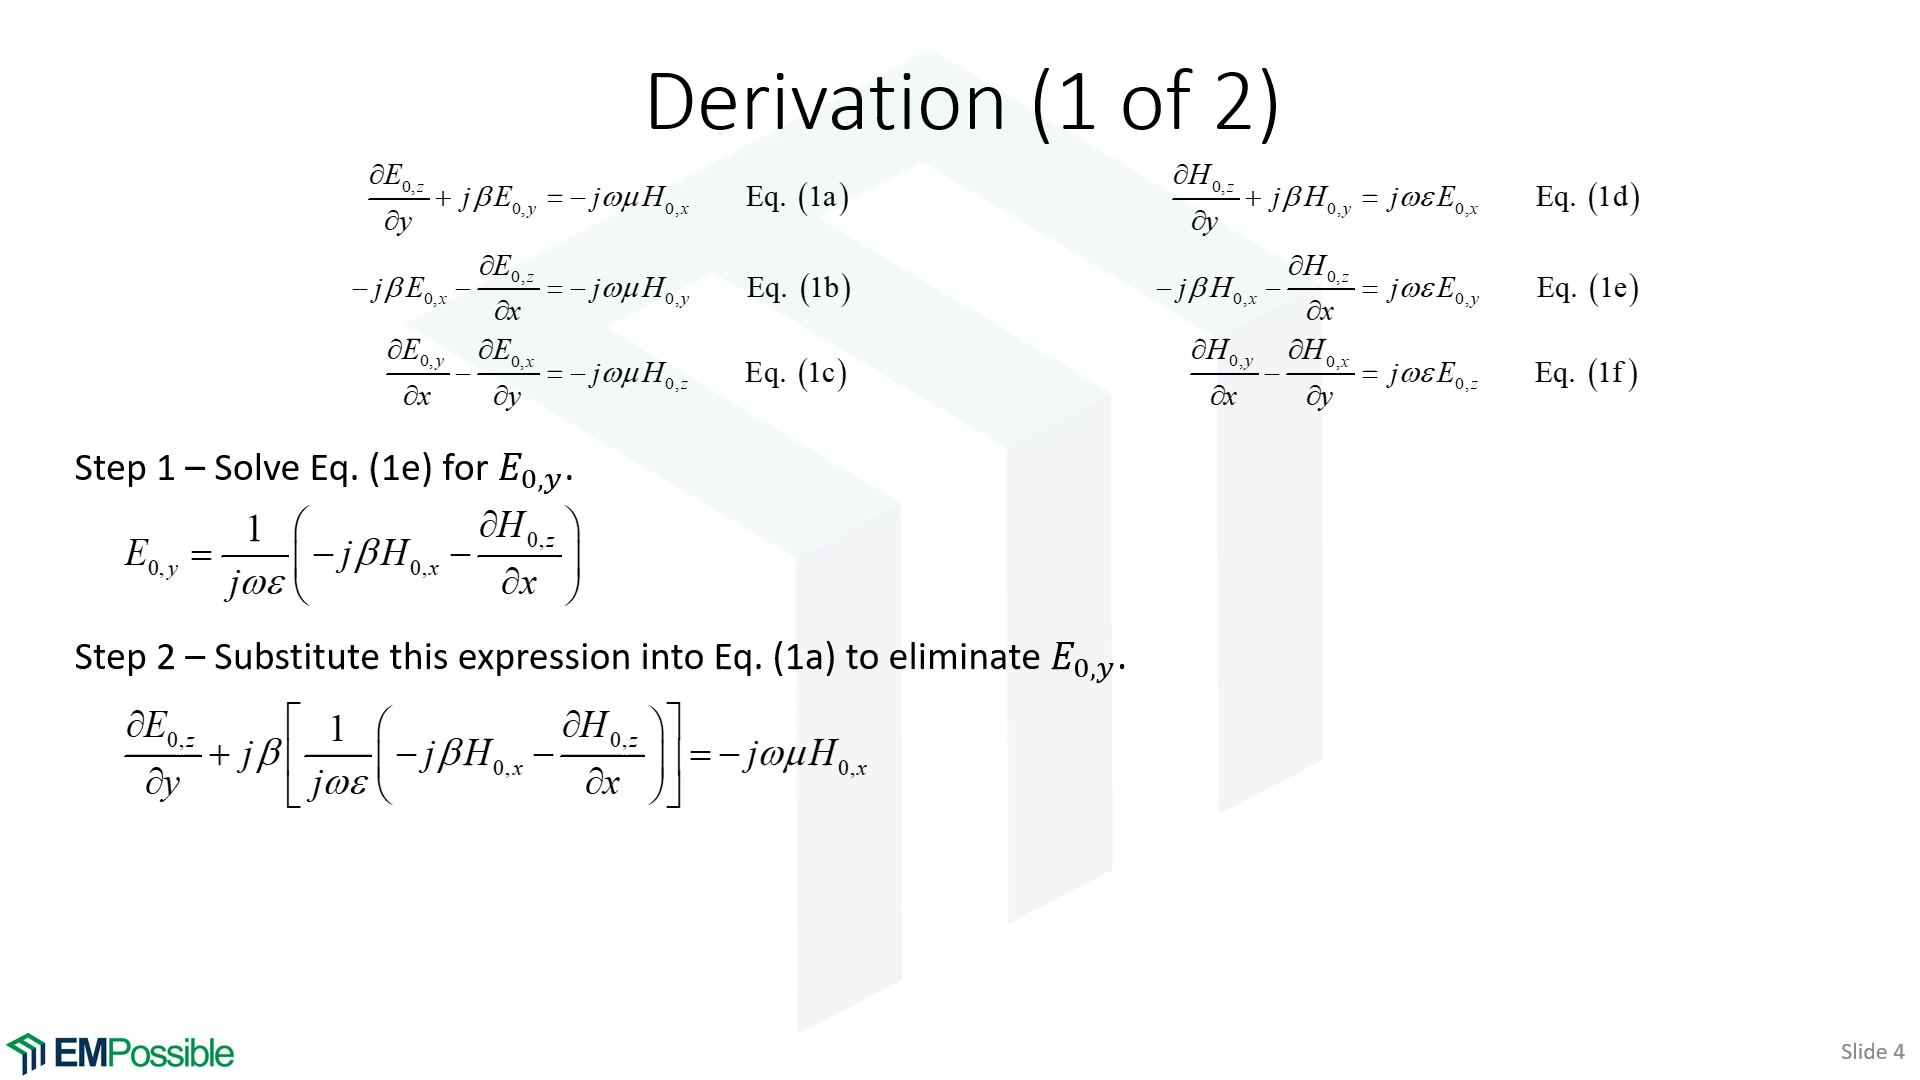 Derivation (1 of 2)
∂E₀,z/∂y + jβE₀,y = −jωμH₀,x Eq. (1a)
−jβE₀,x − ∂E₀,z/∂x = −jωμH₀,y Eq. (1b)
∂E₀,y/∂x − ∂E₀,x/∂y = −jωμH₀,z Eq. (1c)
∂H₀,z/∂y + jβH₀,y = jωεE₀,x Eq. (1d)
−jβH₀,x − ∂H₀,z/∂x = jωεE₀,y Eq. (1e)
∂H₀,y/∂x − ∂H₀,x/∂y = jωεE₀,z Eq. (1f)
Step 1 – Solve Eq. (1e) for E₀,y.
E₀,y = 1/jωε (−jβH₀,x − ∂H₀,z/∂x)
Step 2 – Substitute this expression into Eq. (1a) to eliminate E₀,y.
∂E₀,z/∂y + jβ[1/jωε (−jβH₀,x − ∂H₀,z/∂x)] = −jωμH₀,x
EMPossible
Slide 4